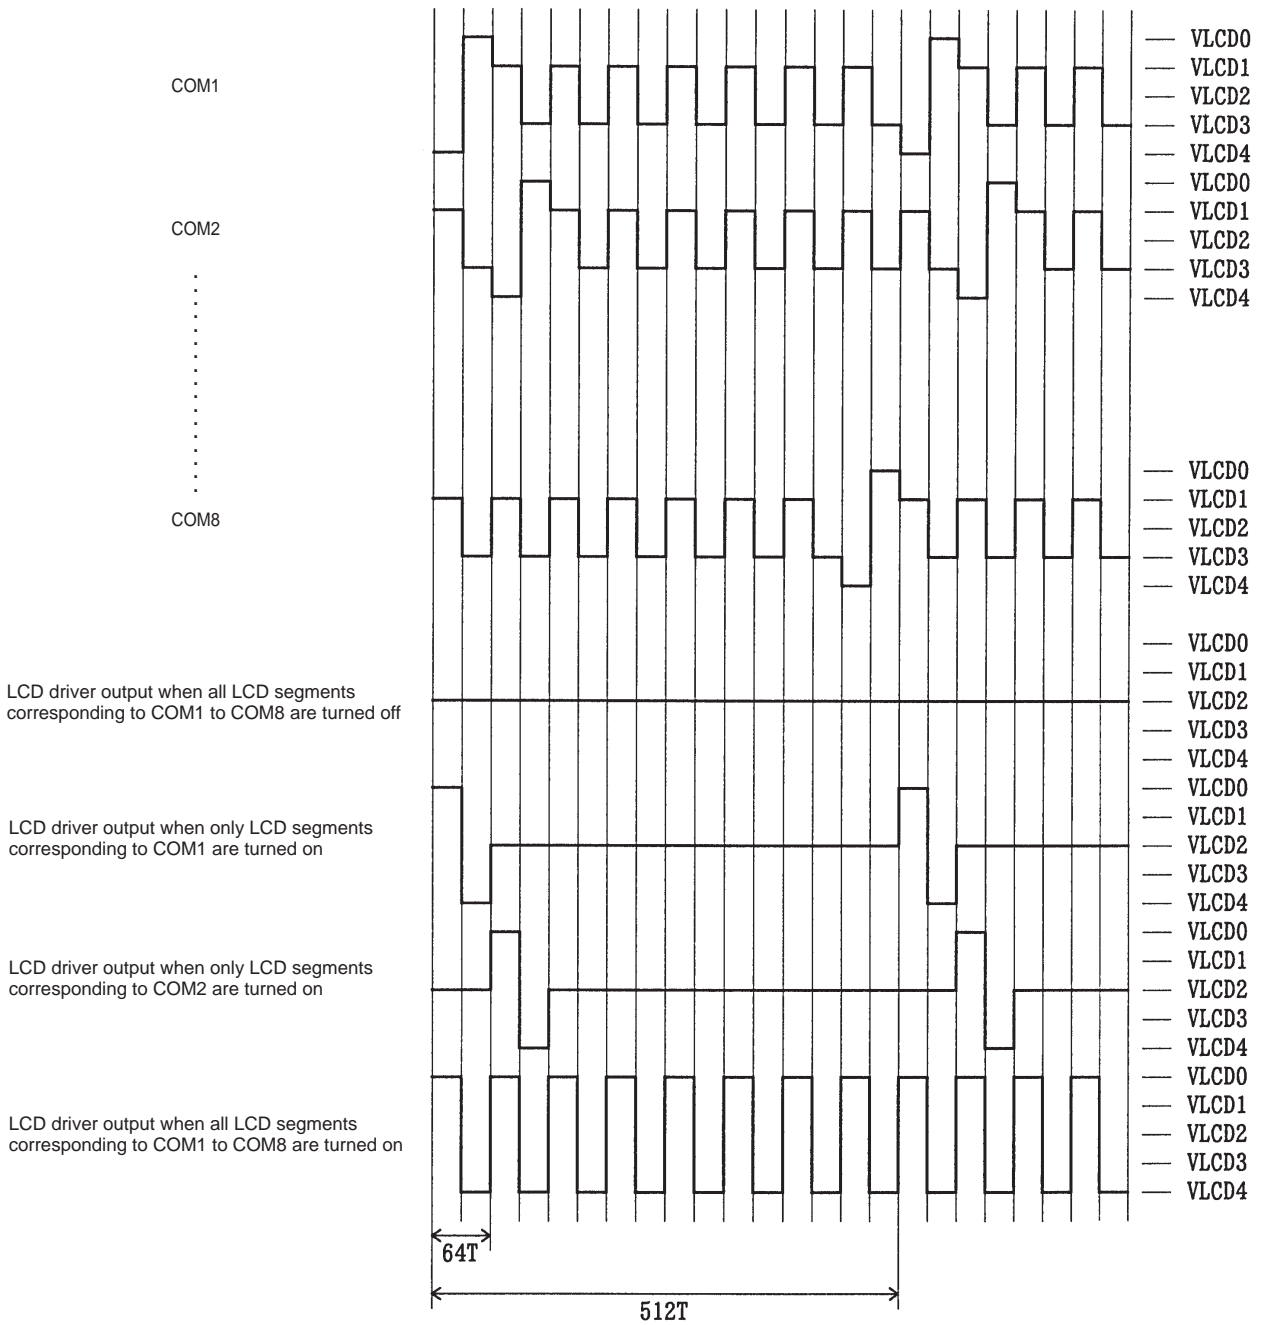 COM1
VLCD0
VLCD1
VLCD2
VLCD3
VLCD4
COM2
VLCD0
VLCD1
VLCD2
VLCD3
VLCD4
COM8
VLCD0
VLCD1
VLCD2
VLCD3
VLCD4
LCD driver output when all LCD segments
corresponding to COM1 to COM8 are turned off
VLCD0
VLCD1
VLCD2
VLCD3
VLCD4
LCD driver output when only LCD segments
corresponding to COM1 are turned on
VLCD0
VLCD1
VLCD2
VLCD3
VLCD4
LCD driver output when only LCD segments
corresponding to COM2 are turned on
VLCD0
VLCD1
VLCD2
VLCD3
VLCD4
LCD driver output when all LCD segments
corresponding to COM1 to COM8 are turned on
VLCD0
VLCD1
VLCD2
VLCD3
VLCD4
64T
512T